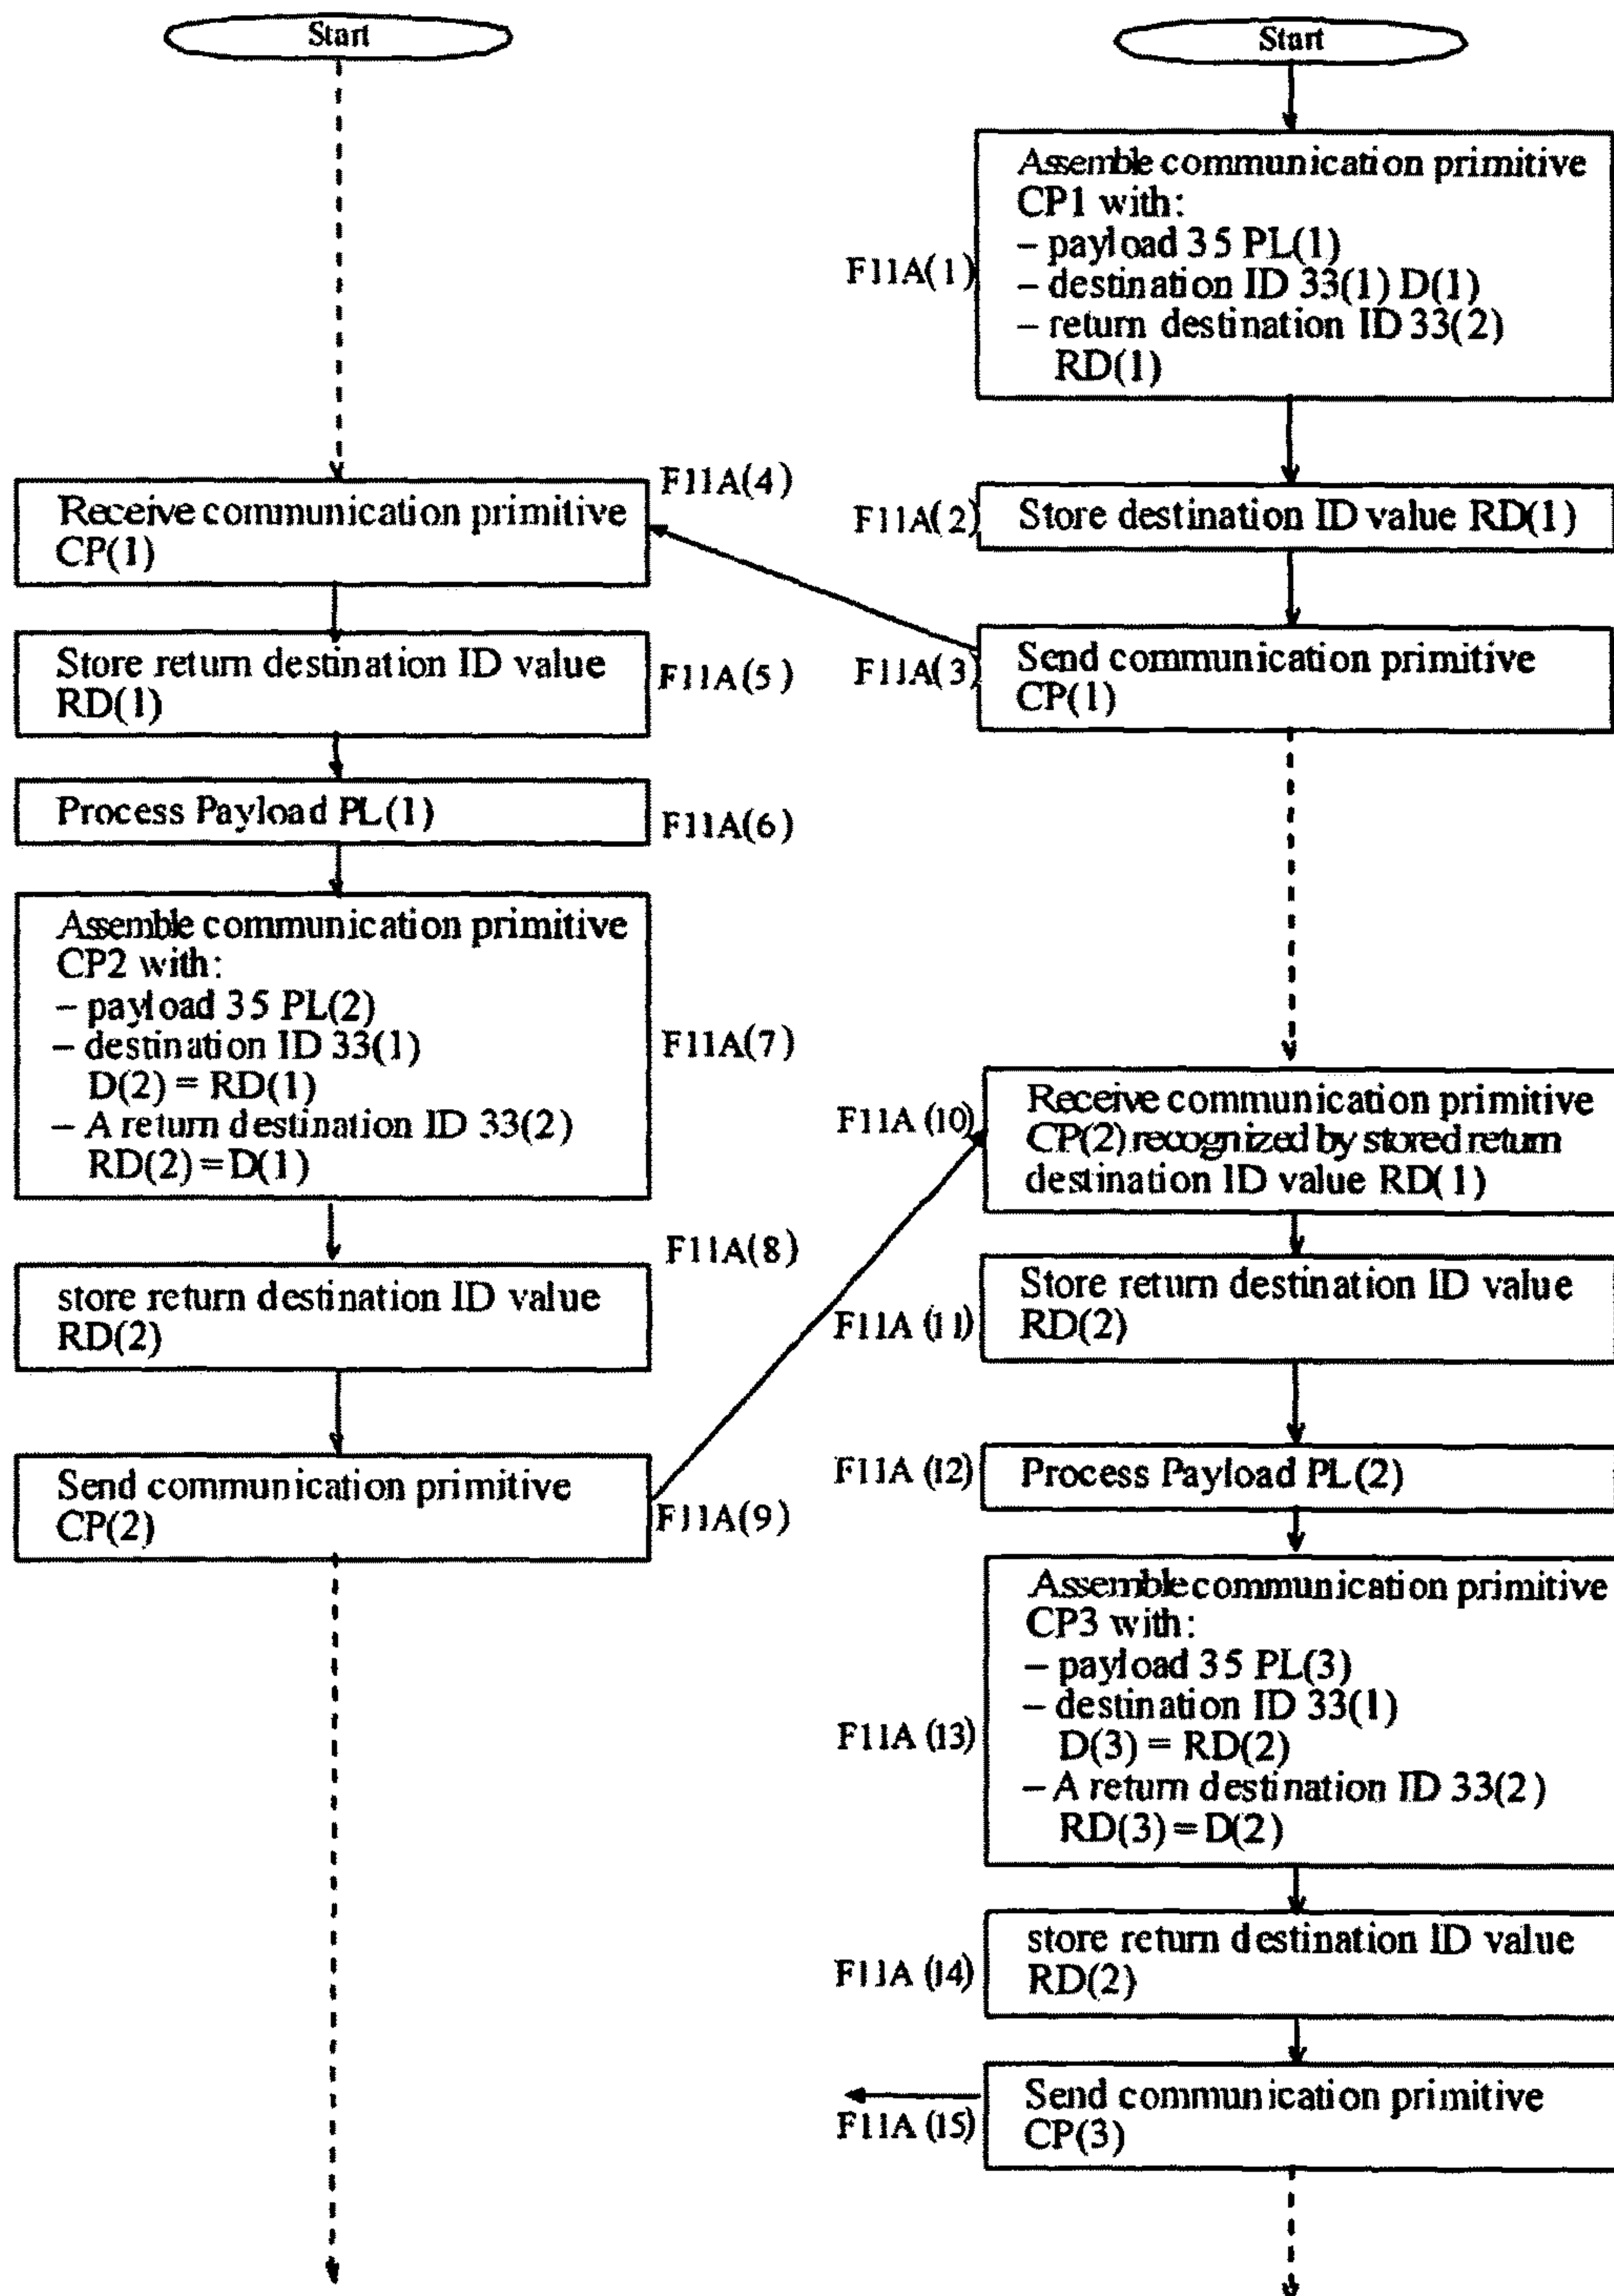 Start
Receive communication primitive
CP(1)
F11A(4)
Store return destination ID value
RD(1)
F11A(5)
Process Payload PL(1)
F11A(6)
Assemble communication primitive
CP2 with:
– payload 35 PL(2)
– destination ID 33(1)
D(2) = RD(1)
– A return destination ID 33(2)
RD(2) = D(1)
F11A(7)
F11A(8)
store return destination ID value
RD(2)
Send communication primitive
CP(2)
F11A(9)
Start
Assemble communication primitive
CP1 with:
– payload 35 PL(1)
– destination ID 33(1) D(1)
– return destination ID 33(2)
RD(1)
F11A(1)
F11A(2)
Store destination ID value RD(1)
F11A(3)
Send communication primitive
CP(1)
F11A (10)
Receive communication primitive
CP(2) recognized by stored return
destination ID value RD(1)
Store return destination ID value
RD(2)
F11A (11)
F11A (12)
Process Payload PL(2)
Assemble communication primitive
CP3 with:
– payload 35 PL(3)
– destination ID 33(1)
D(3) = RD(2)
– A return destination ID 33(2)
RD(3) = D(2)
F11A (13)
store return destination ID value
RD(2)
F11A (14)
Send communication primitive
CP(3)
F11A (15)